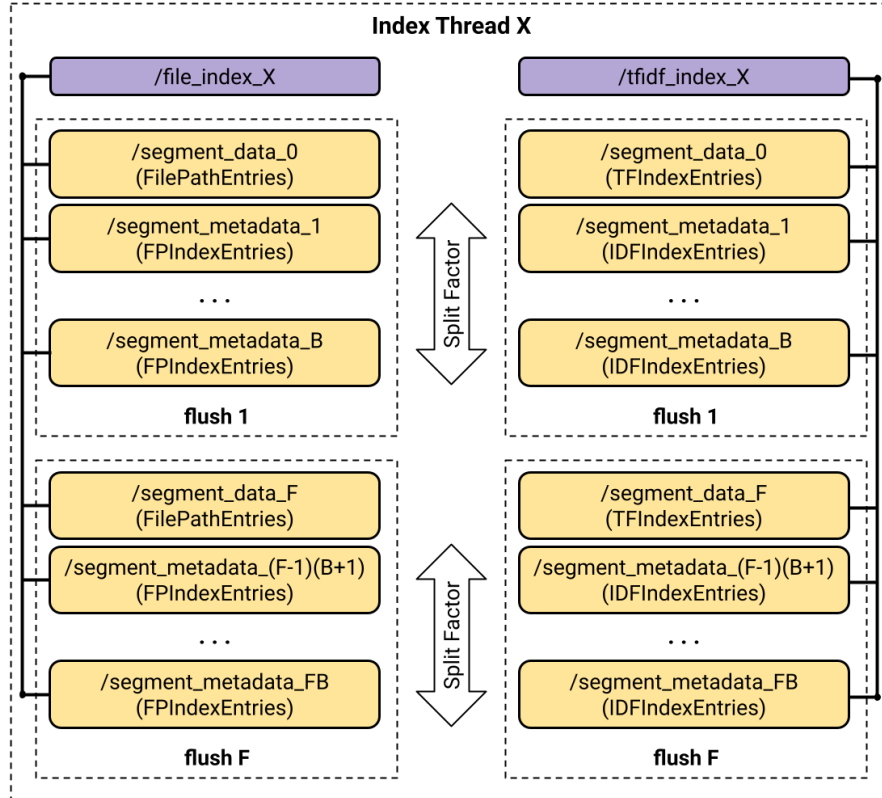 Index Thread X
/file_index_X
/segment_data_0
(FilePathEntries)
/segment_metadata_1
(FPIndexEntries)
...
/segment_metadata_B
(FPIndexEntries)
flush 1
/segment_data_F
(FilePathEntries)
/segment_metadata_(F-1)(B+1)
(FPIndexEntries)
...
/segment_metadata_FB
(FPIndexEntries)
flush F
Split Factor
Split Factor
/tfidf_index_X
/segment_data_0
(TFIndexEntries)
/segment_metadata_1
(IDFIndexEntries)
...
/segment_metadata_B
(IDFIndexEntries)
flush 1
/segment_data_F
(TFIndexEntries)
/segment_metadata_(F-1)(B+1)
(IDFIndexEntries)
...
/segment_metadata_FB
(IDFIndexEntries)
flush F